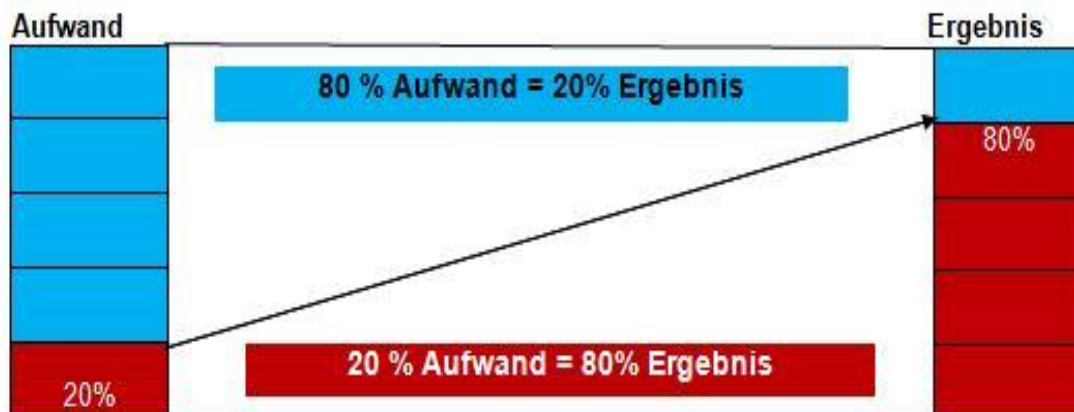 Aufwand
Ergebnis
80 % Aufwand = 20% Ergebnis
80%
20 % Aufwand = 80% Ergebnis
20%